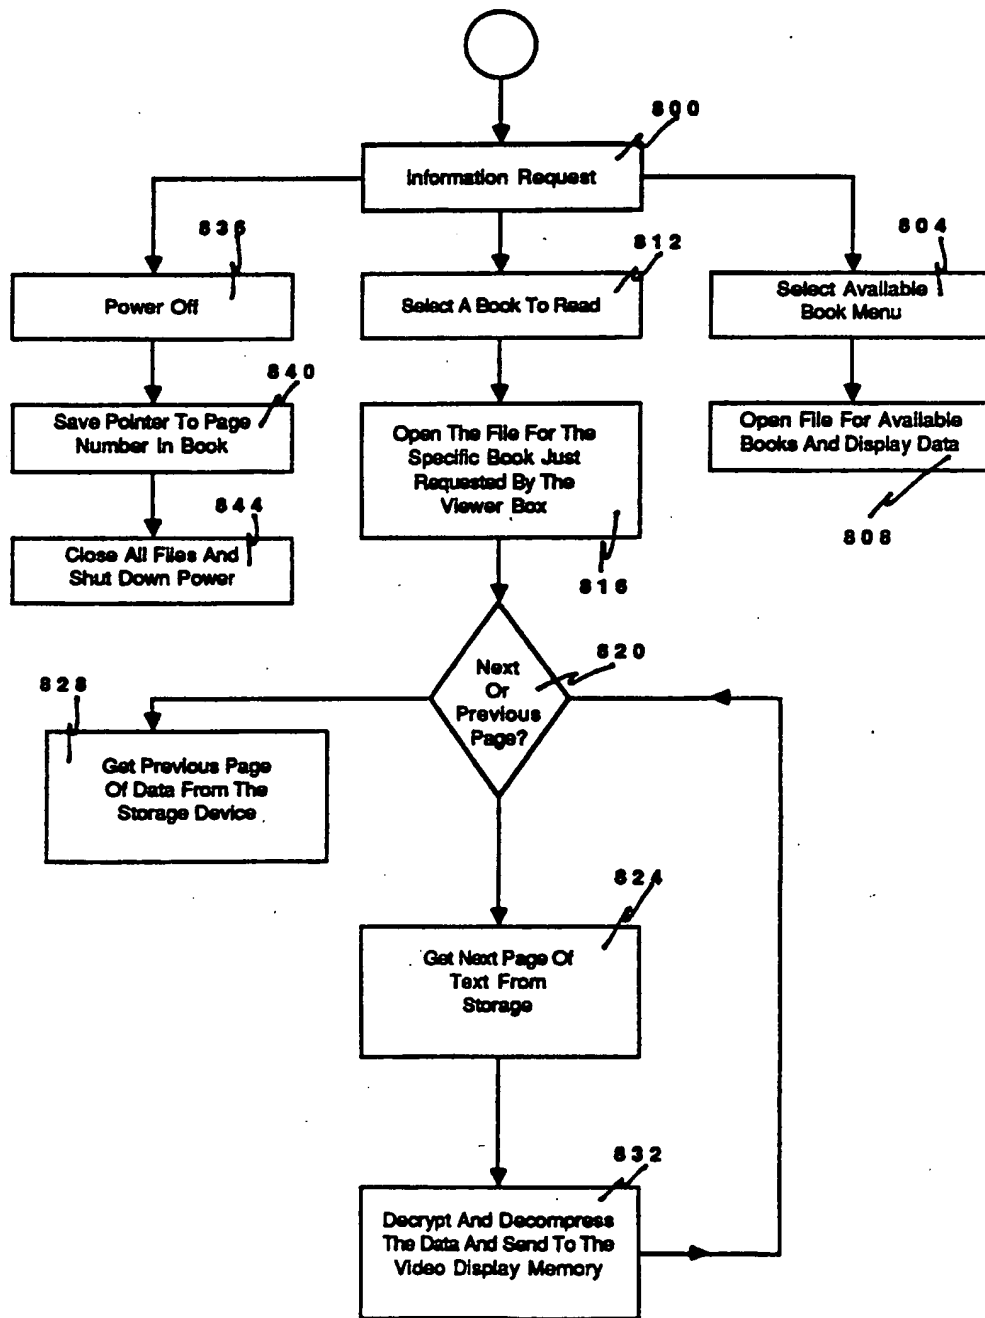 800
Information Request
836
812
804
Power Off
Select A Book To Read
Select Available
Book Menu
840
Save Pointer To Page
Number In Book
Open The File For The
Specific Book Just
Requested By The
Viewer Box
Open File For Available
Books And Display Data
844
808
Close All Files And
Shut Down Power
816
820
Next
Or
Previous
Page?
828
Get Previous Page
Of Data From The
Storage Device
824
Get Next Page Of
Text From
Storage
832
Decrypt And Decompress
The Data And Send To The
Video Display Memory